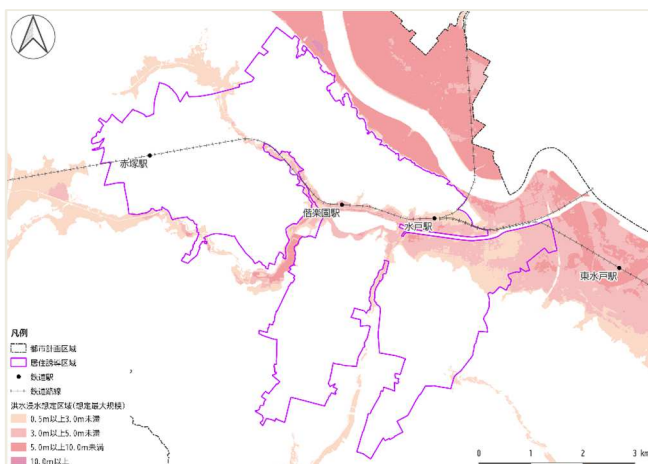 赤塚駅
偕楽園駅
水戸駅
東水戸駅
凡例
都市計画区域
居住誘導区域
鉄道駅
鉄道路線
洪水浸水想定区域(想定最大規模)
0.5m以上3.0m未満
3.0m以上5.0m未満
5.0m以上10.0m未満
10.0m以上
0 1 2 3 km